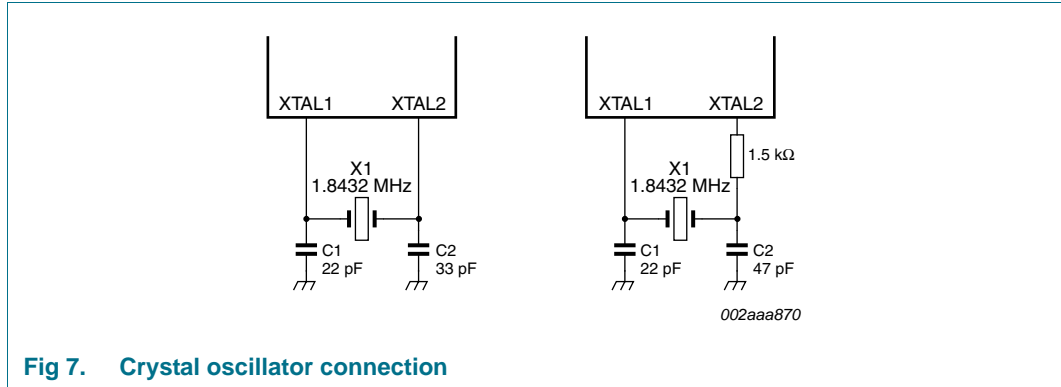 XTAL1 XTAL2
X1
1.8432 MHz
C1
22 pF
C2
33 pF
XTAL1 XTAL2
1.5 kΩ
X1
1.8432 MHz
C1
22 pF
C2
47 pF
002aaa870
Fig 7. Crystal oscillator connection